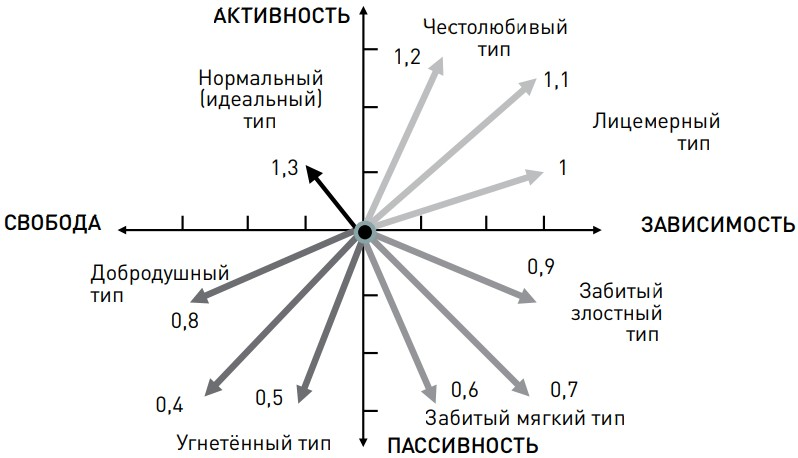 АКТИВНОСТЬ
Честолюбивый
тип
1,2
Нормальный
(идеальный)
тип
1,1
Лицемерный
тип
1,3
1
СВОБОДА
ЗАВИСИМОСТЬ
Добродушный
тип
0,8
0,9
Забитый
злостный
тип
0,4
0,5
0,6
0,7
Забитый мягкий тип
Угнетённый тип
ПАССИВНОСТЬ